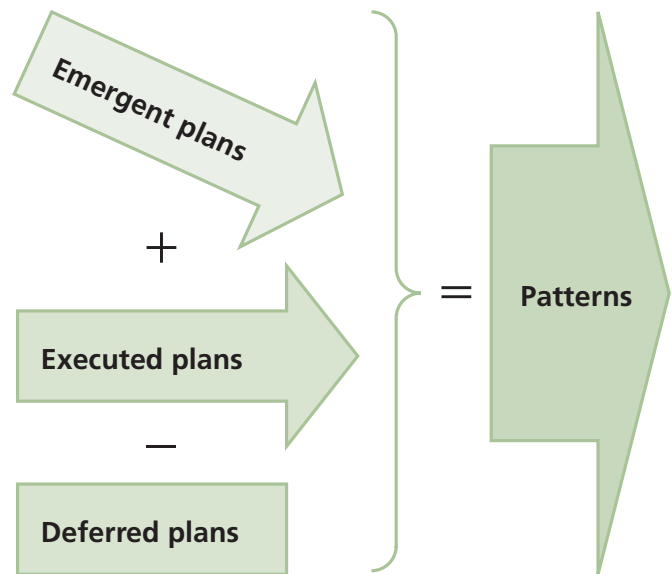 Emergent plans
+
Executed plans
−
Deferred plans
=
Patterns